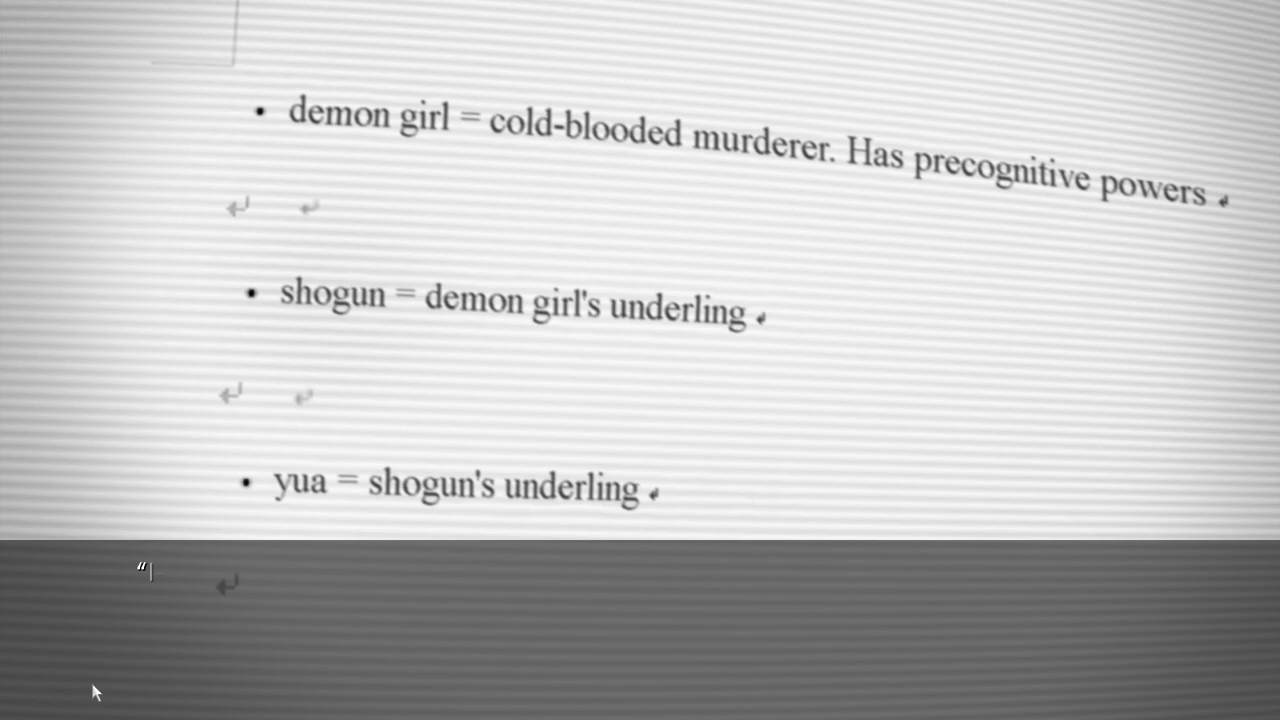 • demon girl = cold-blooded murderer. Has precognitive powers ↵
• shogun = demon girl's underling ↵
• yua = shogun's underling ↵
“